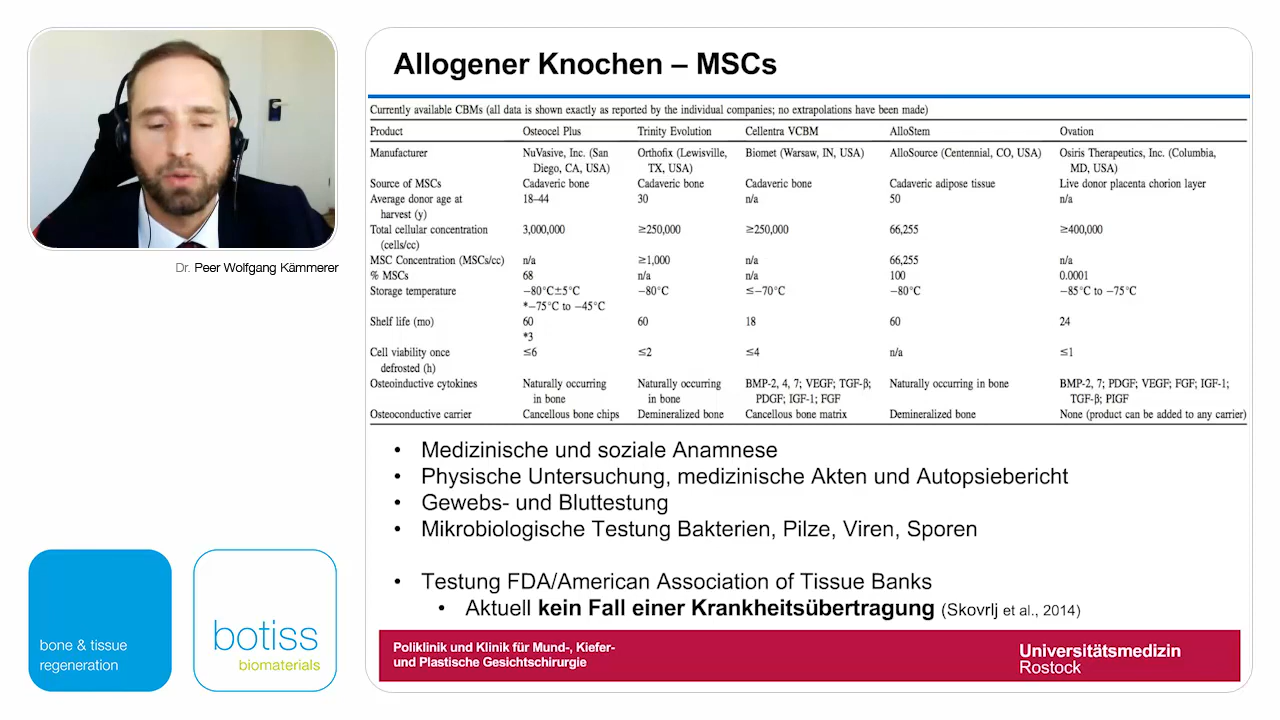 Allogener Knochen – MSCs
Currently available CBMs (all data is shown exactly as reported by the individual companies; no extrapolations have been made)
Product Osteocel Plus Trinity Evolution Cellentra VCBM AlloStem Ovation
Manufacturer NuVasive, Inc. (San Orthofix (Lewisville, Biomet (Warsaw, IN, USA) AlloSource (Centennial, CO, USA) Osiris Therapeutics, Inc. (Columbia,
Diego, CA, USA) TX, USA) MD, USA)
Source of MSCs Cadaveric bone Cadaveric bone Cadaveric bone Cadaveric adipose tissue Live donor placenta chorion layer
Average donor age at 18–44 30 n/a 50 n/a
harvest (y)
Total cellular concentration 3,000,000 ≥250,000 ≥250,000 66,255 ≥400,000
(cells/cc)
MSC Concentration (MSCs/cc) n/a ≥1,000 n/a 66,255 n/a
% MSCs 68 n/a n/a 100 0.0001
Storage temperature −80°C±5°C −80°C ≤−70°C −80°C −85°C to −75°C
*−75°C to −45°C
Shelf life (mo) 60 60 18 60 24
*3
Cell viability once ≤6 ≤2 ≤4 n/a ≤1
defrosted (h)
Osteoinductive cytokines Naturally occurring Naturally occurring BMP-2, 4, 7; VEGF; TGF-β; Naturally occurring in bone BMP-2, 7; PDGF; VEGF; FGF; IGF-1;
in bone in bone PDGF; IGF-1; FGF TGF-β; PIGF
Osteoconductive carrier Cancellous bone chips Demineralized bone Cancellous bone matrix Demineralized bone None (product can be added to any carrier)
• Medizinische und soziale Anamnese
• Physische Untersuchung, medizinische Akten und Autopsiebericht
• Gewebs- und Bluttestung
• Mikrobiologische Testung Bakterien, Pilze, Viren, Sporen
• Testung FDA/American Association of Tissue Banks
• Aktuell kein Fall einer Krankheitsübertragung (Skovrlj et al., 2014)
Poliklinik und Klinik für Mund-, Kiefer-
und Plastische Gesichtschirurgie
Universitätsmedizin
Rostock
Dr. Peer Wolfgang Kämmerer
bone & tissue
regeneration
botiss
biomaterials